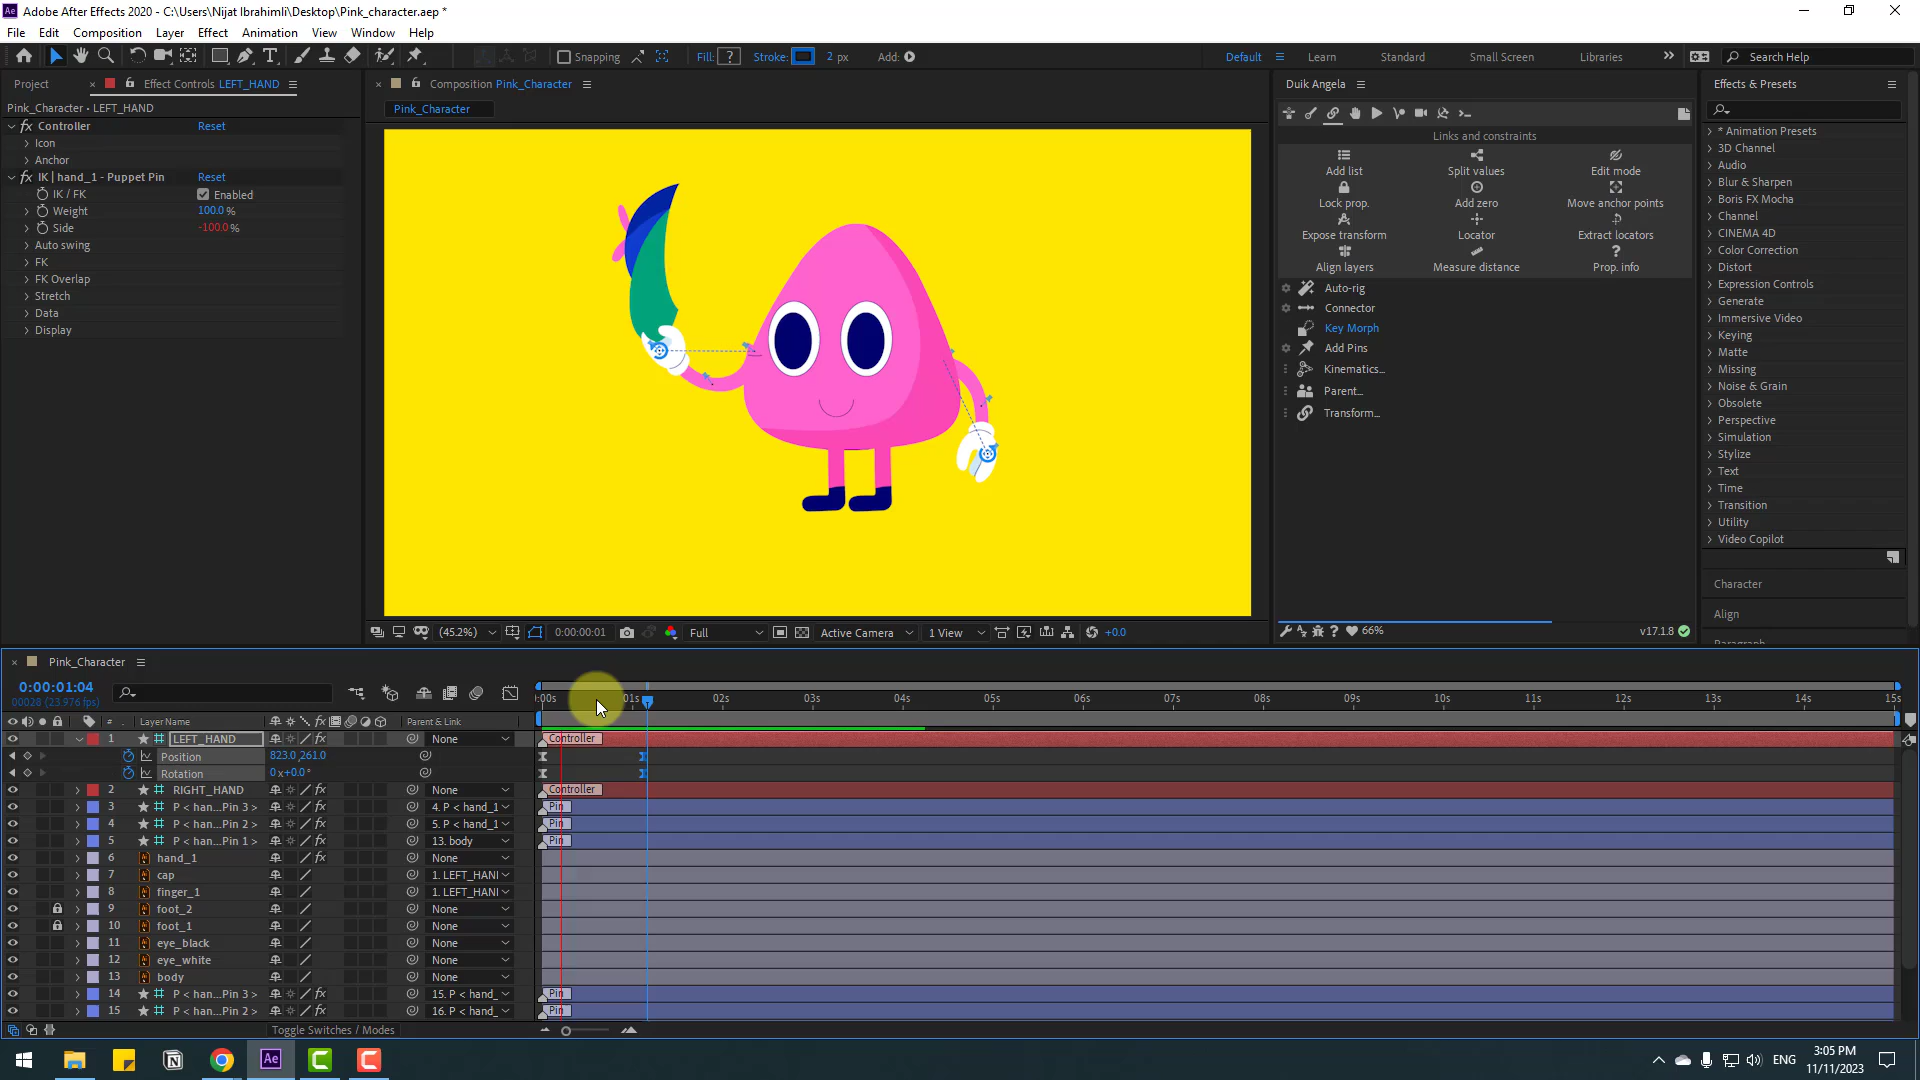 Adobe After Effects 2020 - C:\Users\Nijat Ibrahimli\Desktop\Pink_character.aep *
File Edit Composition Layer Effect Animation View Window Help
Snapping Fill: ? Stroke: 2 px Add: Default Learn Standard Small Screen Libraries Search Help
Project Effect Controls LEFT_HAND
Pink_Character • LEFT_HAND
Controller Reset
Icon
Anchor
IK | hand_1 - Puppet Pin Reset
IK / FK Enabled
Weight 100.0 %
Side -100.0 %
Auto swing
FK
FK Overlap
Stretch
Data
Display
Composition Pink_Character
Pink_Character
(45.2%) 0:00:00:01 Full Active Camera 1 View +0.0
Duik Angela
Links and constraints
Add list Split values Edit mode
Lock prop. Add zero Move anchor points
Expose transform Locator Extract locators
Align layers Measure distance Prop. info
Auto-rig
Connector
Key Morph
Add Pins
Kinematics...
Parent...
Transform...
66% v17.1.8
Effects & Presets
* Animation Presets
3D Channel
Audio
Blur & Sharpen
Boris FX Mocha
Channel
CINEMA 4D
Color Correction
Distort
Expression Controls
Generate
Immersive Video
Keying
Matte
Missing
Noise & Grain
Obsolete
Perspective
Simulation
Stylize
Text
Time
Transition
Utility
Video Copilot
Character
Align
Pink_Character
0:00:01:04
00028 (23.976 fps)
:00s 01s 02s 03s 04s 05s 06s 07s 08s 09s 10s 11s 12s 13s 14s 15s
# Layer Name Parent & Link
1 LEFT_HAND None Controller
Position 823.0,261.0
Rotation 0 x+0.0 °
2 RIGHT_HAND None Controller
3 P < han...Pin 3 > 4. P < hand_1 Pin
4 P < han...Pin 2 > 5. P < hand_1 Pin
5 P < han...Pin 1 > 13. body Pin
6 hand_1 None
7 cap 1. LEFT_HANI
8 finger_1 1. LEFT_HANI
9 foot_2 None
10 foot_1 None
11 eye_black None
12 eye_white None
13 body None
14 P < han...Pin 3 > 15. P < hand_ Pin
15 P < han...Pin 2 > 16. P < hand_ Pin
Toggle Switches / Modes
ENG 3:05 PM
11/11/2023